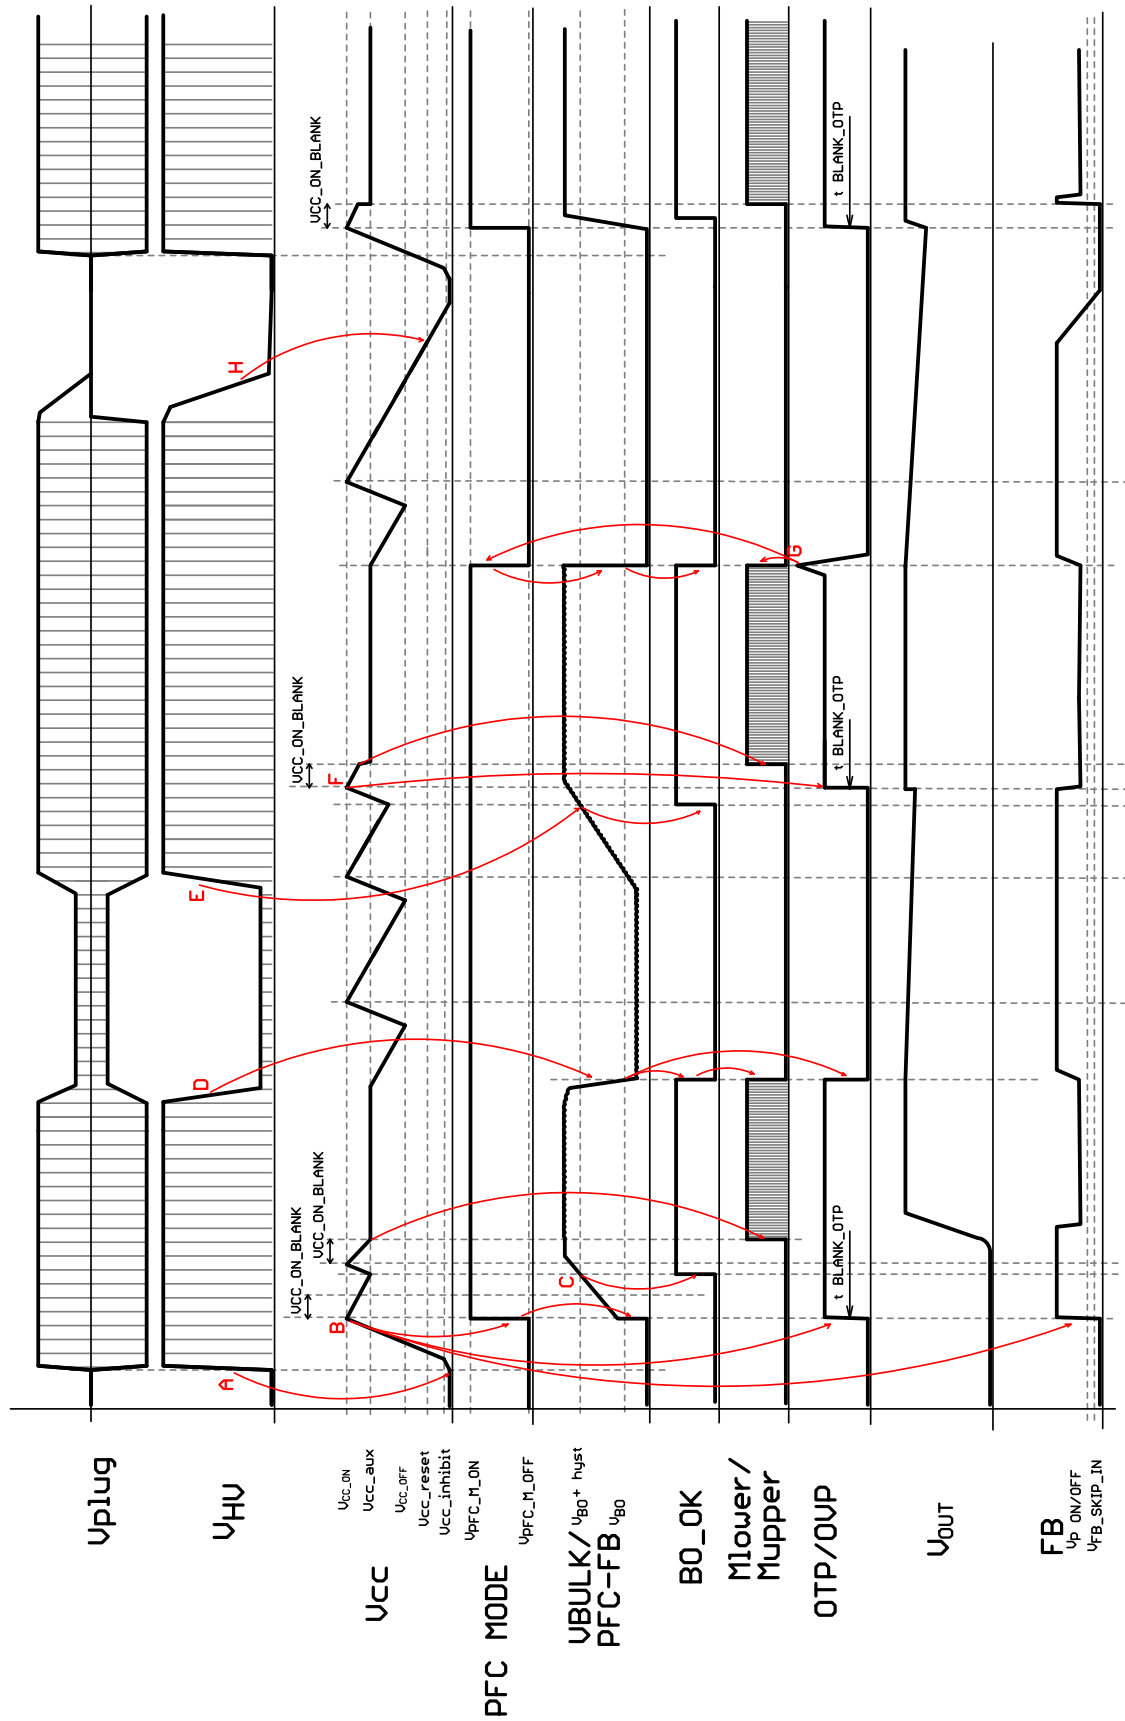 Vplug
VHV
Vcc
VCC_ON
Vcc_aux
VCC_OFF
Vcc_reset
Vcc_inhibit
PFC MODE
VPFC_M_ON
VPFC_M_OFF
VBULK/
PFC-FB
VBO + hyst
VBO
BO_OK
Mlower/
Mupper
OTP/OVP
VOUT
FB
VP ON/OFF
VFB_SKIP_IN
A
B
C
D
E
F
G
H
VCC_ON_BLANK
VCC_ON_BLANK
VCC_ON_BLANK
VCC_ON_BLANK
t BLANK_OTP
t BLANK_OTP
t BLANK_OTP